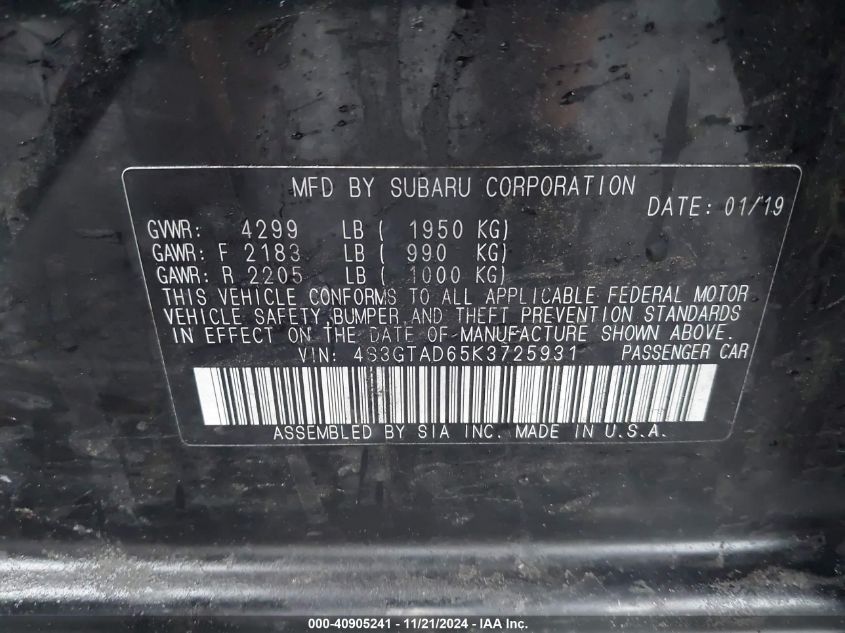 MFD BY SUBARU CORPORATION
DATE: 01/19
GVWR: 4299 LB ( 1950 KG)
GAWR: F 2183 LB ( 990 KG)
GAWR: R 2205 LB ( 1000 KG)
THIS VEHICLE CONFORMS TO ALL APPLICABLE FEDERAL MOTOR
VEHICLE SAFETY,BUMPER AND THEFT PREVENTION STANDARDS
IN EFFECT ON THE DATE OF MANUFACTURE SHOWN ABOVE.
VIN: 4S3GTAD65K3725931 PASSENGER CAR
ASSEMBLED BY SIA INC. MADE IN U.S.A.
000-40905241 - 11/21/2024 - IAA Inc.